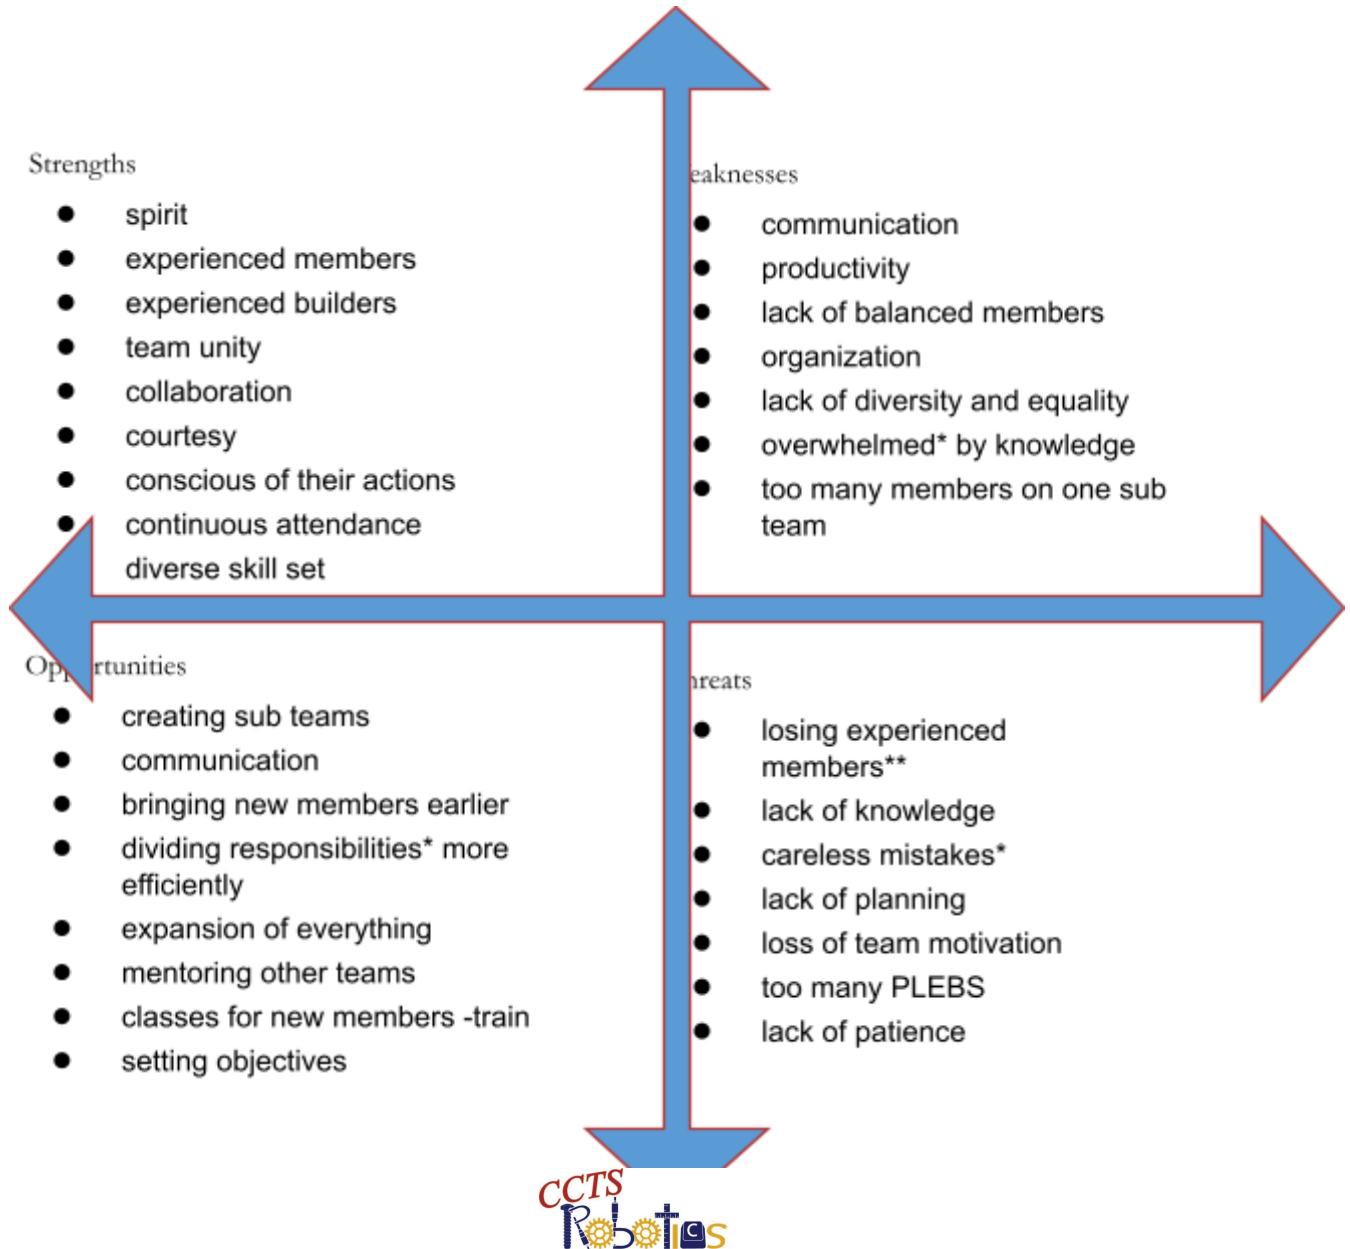 Strengths
● spirit
● experienced members
● experienced builders
● team unity
● collaboration
● courtesy
● conscious of their actions
● continuous attendance
diverse skill set
eaknesses
● communication
● productivity
● lack of balanced members
● organization
● lack of diversity and equality
● overwhelmed* by knowledge
● too many members on one sub
team
Opportunities
● creating sub teams
● communication
● bringing new members earlier
● dividing responsibilities* more
efficiently
● expansion of everything
● mentoring other teams
● classes for new members -train
● setting objectives
hreats
● losing experienced
members**
● lack of knowledge
● careless mistakes*
● lack of planning
● loss of team motivation
● too many PLEBS
● lack of patience
CCTS
Robotics
C